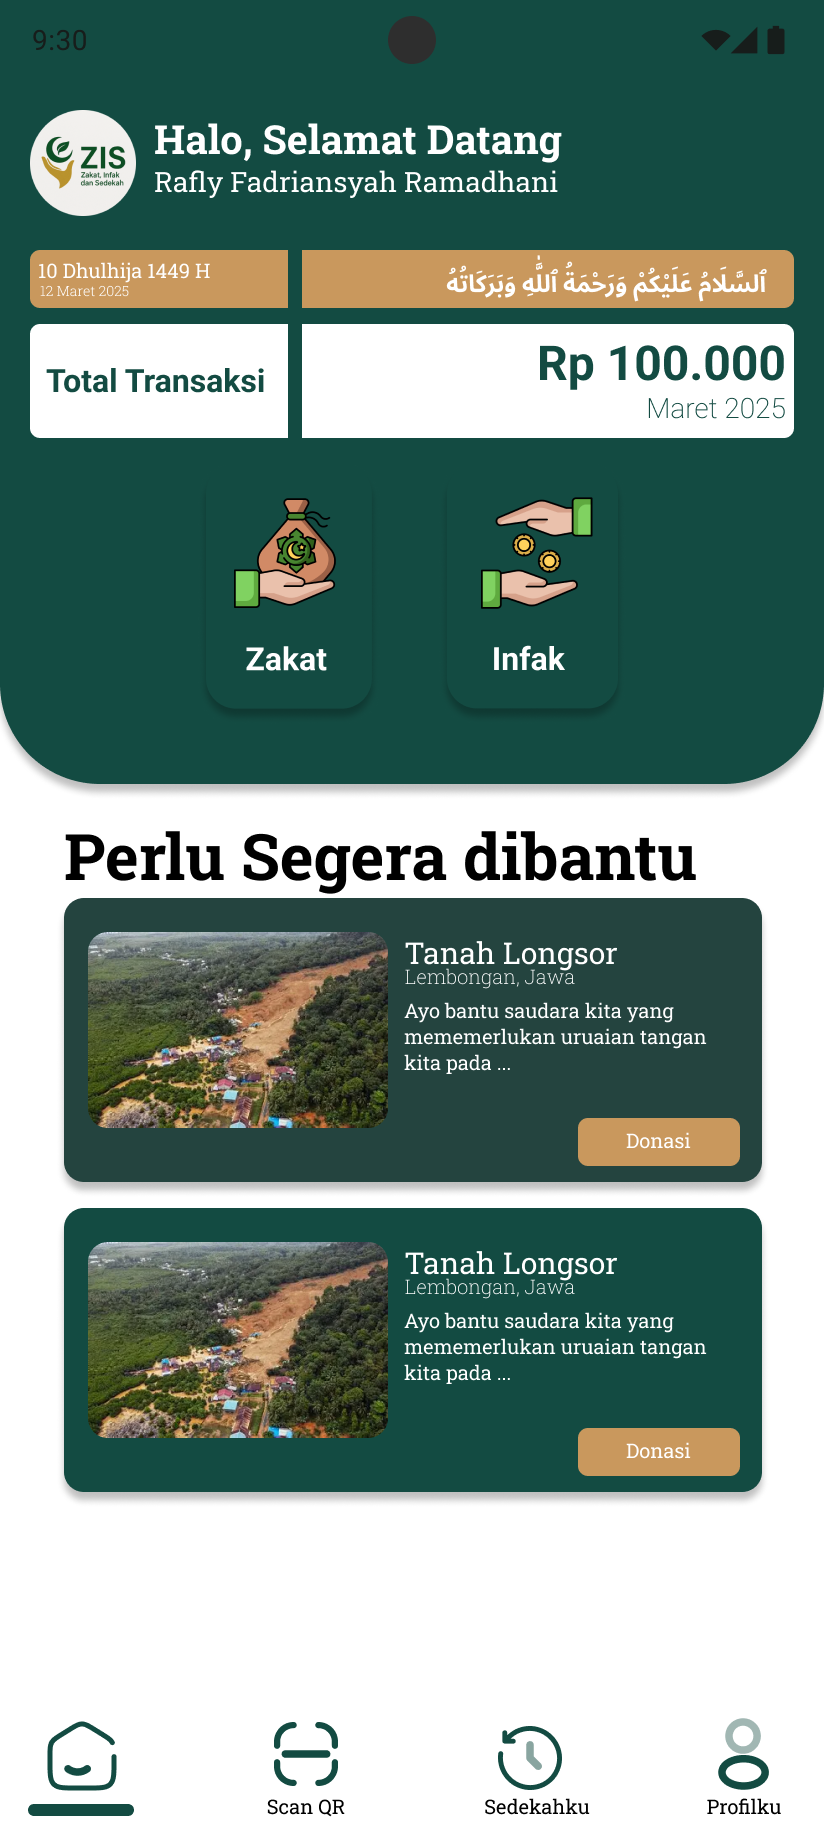 9:30
ZIS
Zakat, Infak
dan Sedekah
Halo, Selamat Datang
Rafly Fadriansyah Ramadhani
10 Dhulhija 1449 H
12 Maret 2025
ٱلسَّلَامُ عَلَيْكُمْ وَرَحْمَةُ ٱللَّٰهِ وَبَرَكَاتُهُ
Total Transaksi
Rp 100.000
Maret 2025
Zakat
Infak
Perlu Segera dibantu
Tanah Longsor
Lembongan, Jawa
Ayo bantu saudara kita yang
mememerlukan uruaian tangan
kita pada ...
Donasi
Tanah Longsor
Lembongan, Jawa
Ayo bantu saudara kita yang
mememerlukan uruaian tangan
kita pada ...
Donasi
Scan QR
Sedekahku
Profilku